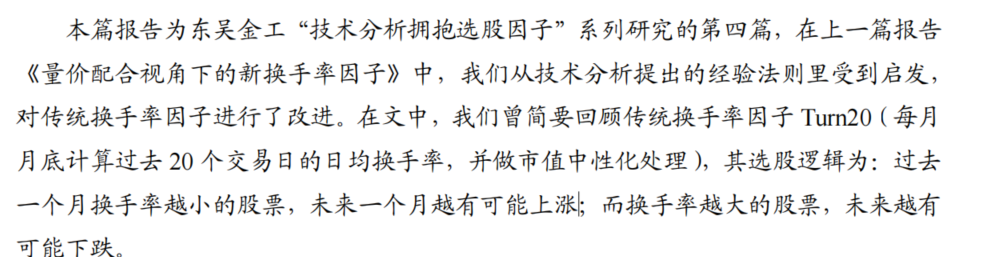 本篇报告为东吴金工“技术分析拥抱选股因子”系列研究的第四篇，在上一篇报告
《量价配合视角下的新换手率因子》中，我们从技术分析提出的经验法则里受到启发，
对传统换手率因子进行了改进。在文中，我们曾简要回顾传统换手率因子 Turn20（每月
月底计算过去 20 个交易日的日均换手率，并做市值中性化处理），其选股逻辑为：过去
一个月换手率越小的股票，未来一个月越有可能上涨；而换手率越大的股票，未来越有
可能下跌。